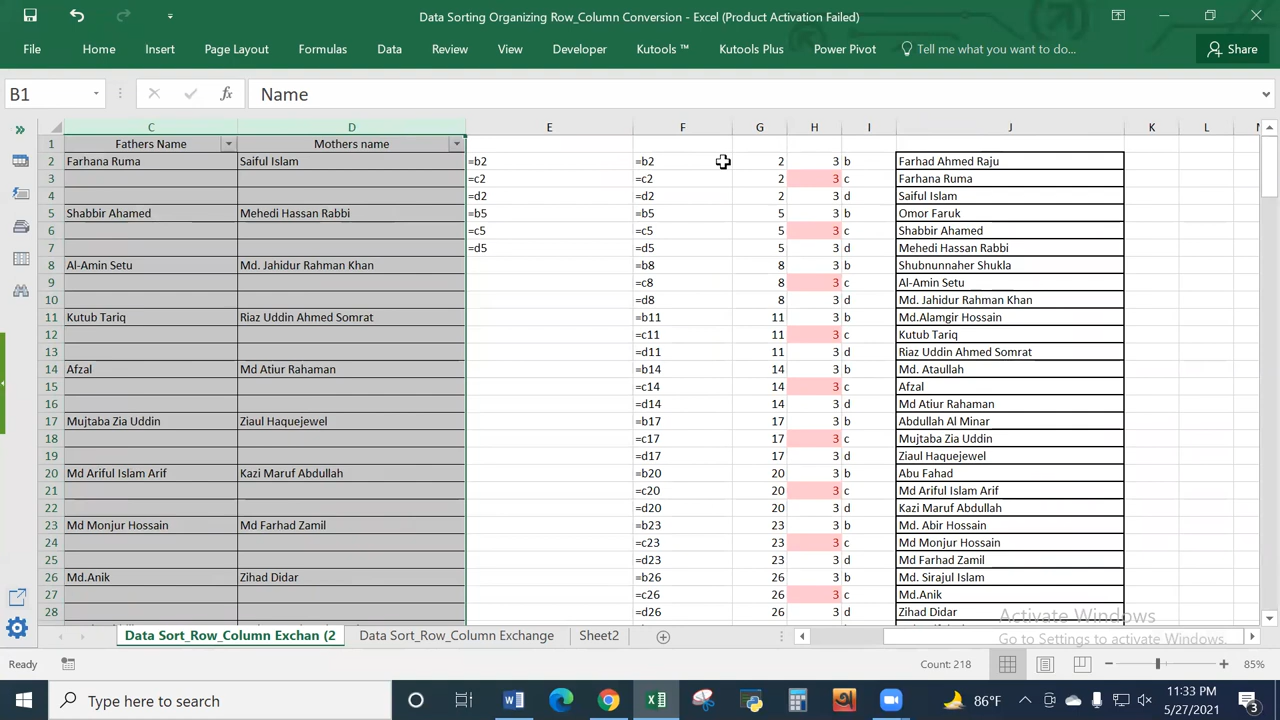 Data Sorting Organizing Row_Column Conversion - Excel (Product Activation Failed)
File Home Insert Page Layout Formulas Data Review View Developer Kutools ™ Kutools Plus Power Pivot Tell me what you want to do... Share
B1 fx Name
C D E F G H I J K L
1 Fathers Name Mothers name
2 Farhana Ruma Saiful Islam =b2 =b2 2 3 b Farhad Ahmed Raju
3 =c2 =c2 2 3 c Farhana Ruma
4 =d2 =d2 2 3 d Saiful Islam
5 Shabbir Ahamed Mehedi Hassan Rabbi =b5 =b5 5 3 b Omor Faruk
6 =c5 =c5 5 3 c Shabbir Ahamed
7 =d5 =d5 5 3 d Mehedi Hassan Rabbi
8 Al-Amin Setu Md. Jahidur Rahman Khan =b8 8 3 b Shubnunnaher Shukla
9 =c8 8 3 c Al-Amin Setu
10 =d8 8 3 d Md. Jahidur Rahman Khan
11 Kutub Tariq Riaz Uddin Ahmed Somrat =b11 11 3 b Md.Alamgir Hossain
12 =c11 11 3 c Kutub Tariq
13 =d11 11 3 d Riaz Uddin Ahmed Somrat
14 Afzal Md Atiur Rahaman =b14 14 3 b Md. Ataullah
15 =c14 14 3 c Afzal
16 =d14 14 3 d Md Atiur Rahaman
17 Mujtaba Zia Uddin Ziaul Haquejewel =b17 17 3 b Abdullah Al Minar
18 =c17 17 3 c Mujtaba Zia Uddin
19 =d17 17 3 d Ziaul Haquejewel
20 Md Ariful Islam Arif Kazi Maruf Abdullah =b20 20 3 b Abu Fahad
21 =c20 20 3 c Md Ariful Islam Arif
22 =d20 20 3 d Kazi Maruf Abdullah
23 Md Monjur Hossain Md Farhad Zamil =b23 23 3 b Md. Abir Hossain
24 =c23 23 3 c Md Monjur Hossain
25 =d23 23 3 d Md Farhad Zamil
26 Md.Anik Zihad Didar =b26 26 3 b Md. Sirajul Islam
27 =c26 26 3 c Md.Anik
28 =d26 26 3 d Zihad Didar
Activate Windows
Go to Settings to activate Windows.
Data Sort_Row_Column Exchan (2 Data Sort_Row_Column Exchange Sheet2
Ready Count: 218 85%
Type here to search 86°F 11:33 PM
5/27/2021 3